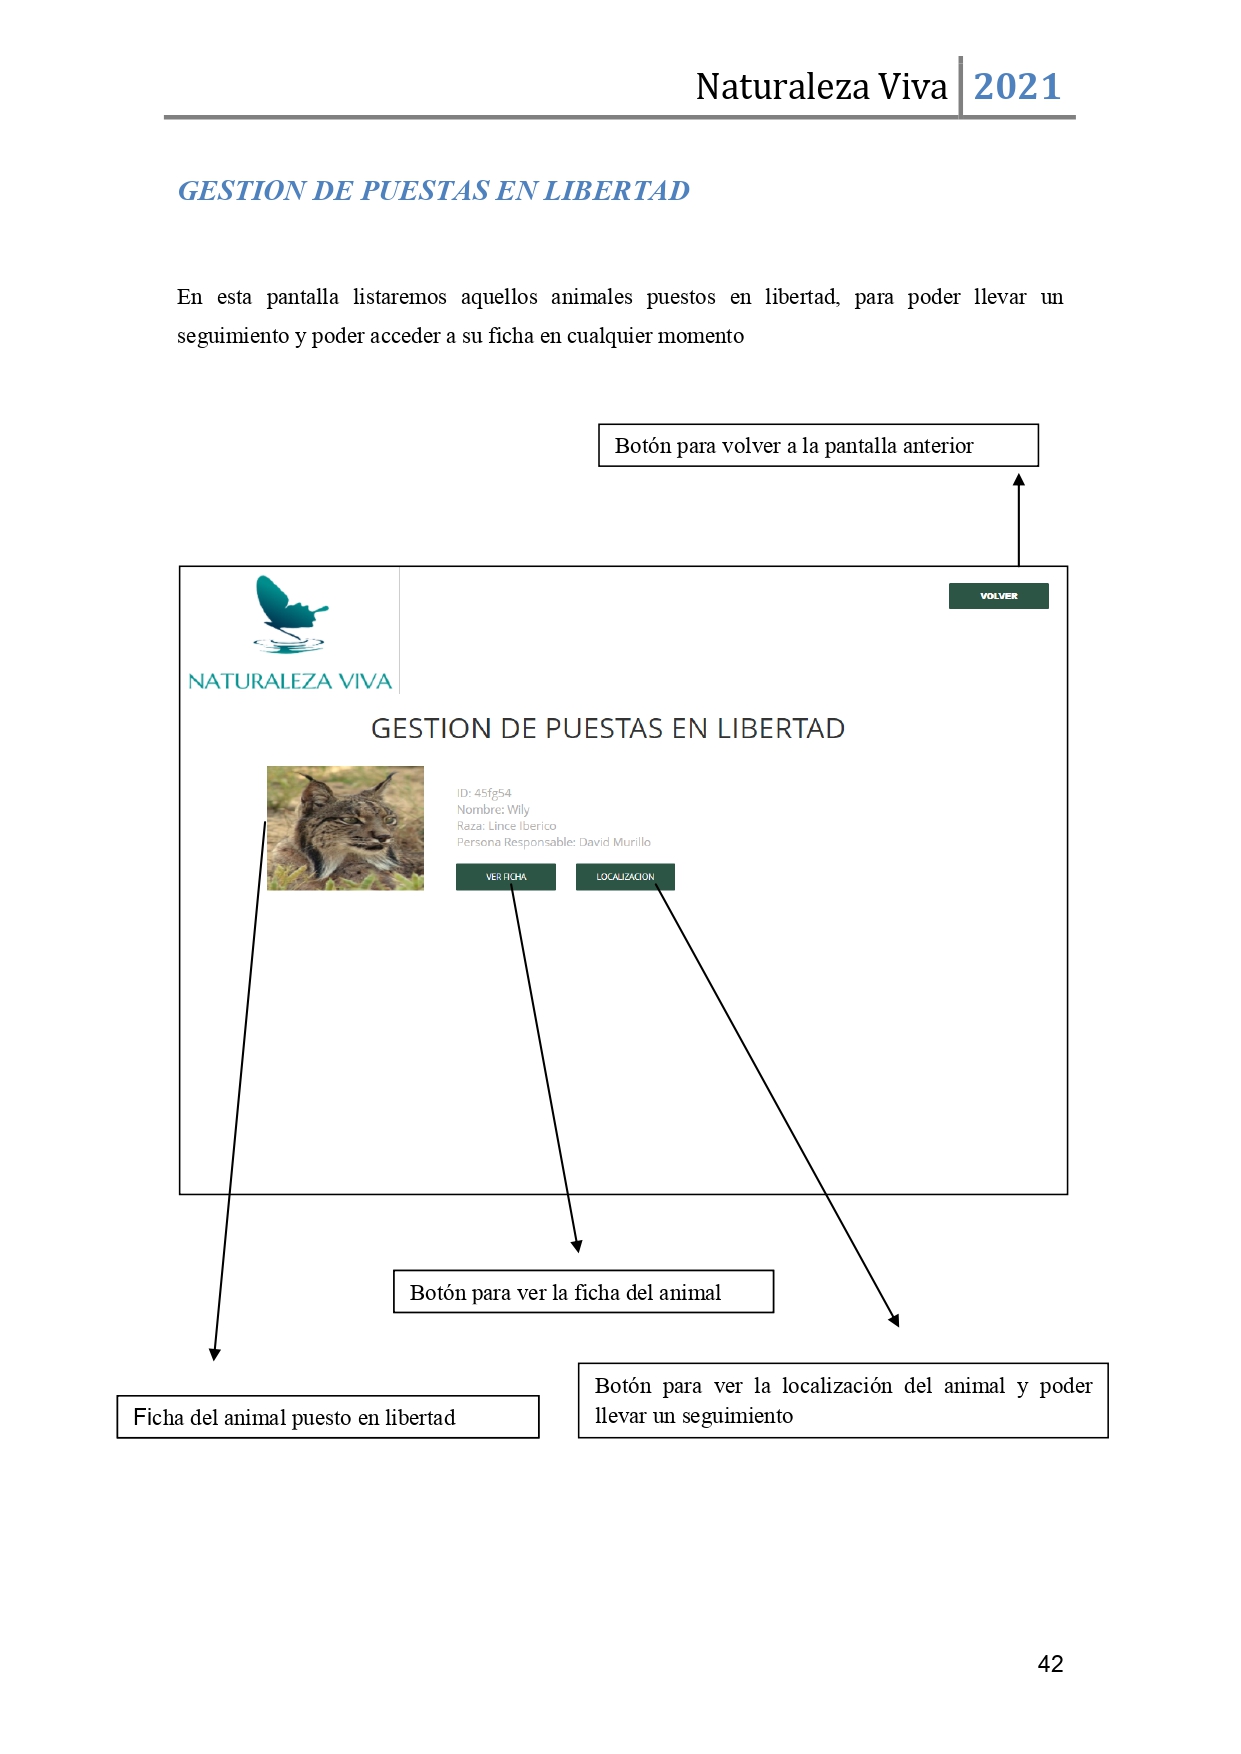 Naturaleza Viva 2021
GESTION DE PUESTAS EN LIBERTAD
En esta pantalla listaremos aquellos animales puestos en libertad, para poder llevar un
seguimiento y poder acceder a su ficha en cualquier momento
Botón para volver a la pantalla anterior
VOLVER
NATURALEZA VIVA
GESTION DE PUESTAS EN LIBERTAD
ID: 45fg54
Nombre: Wily
Raza: Lince Iberico
Persona Responsable: David Murillo
VER FICHA
LOCALIZACION
Botón para ver la ficha del animal
Botón para ver la localización del animal y poder
llevar un seguimiento
Ficha del animal puesto en libertad
42